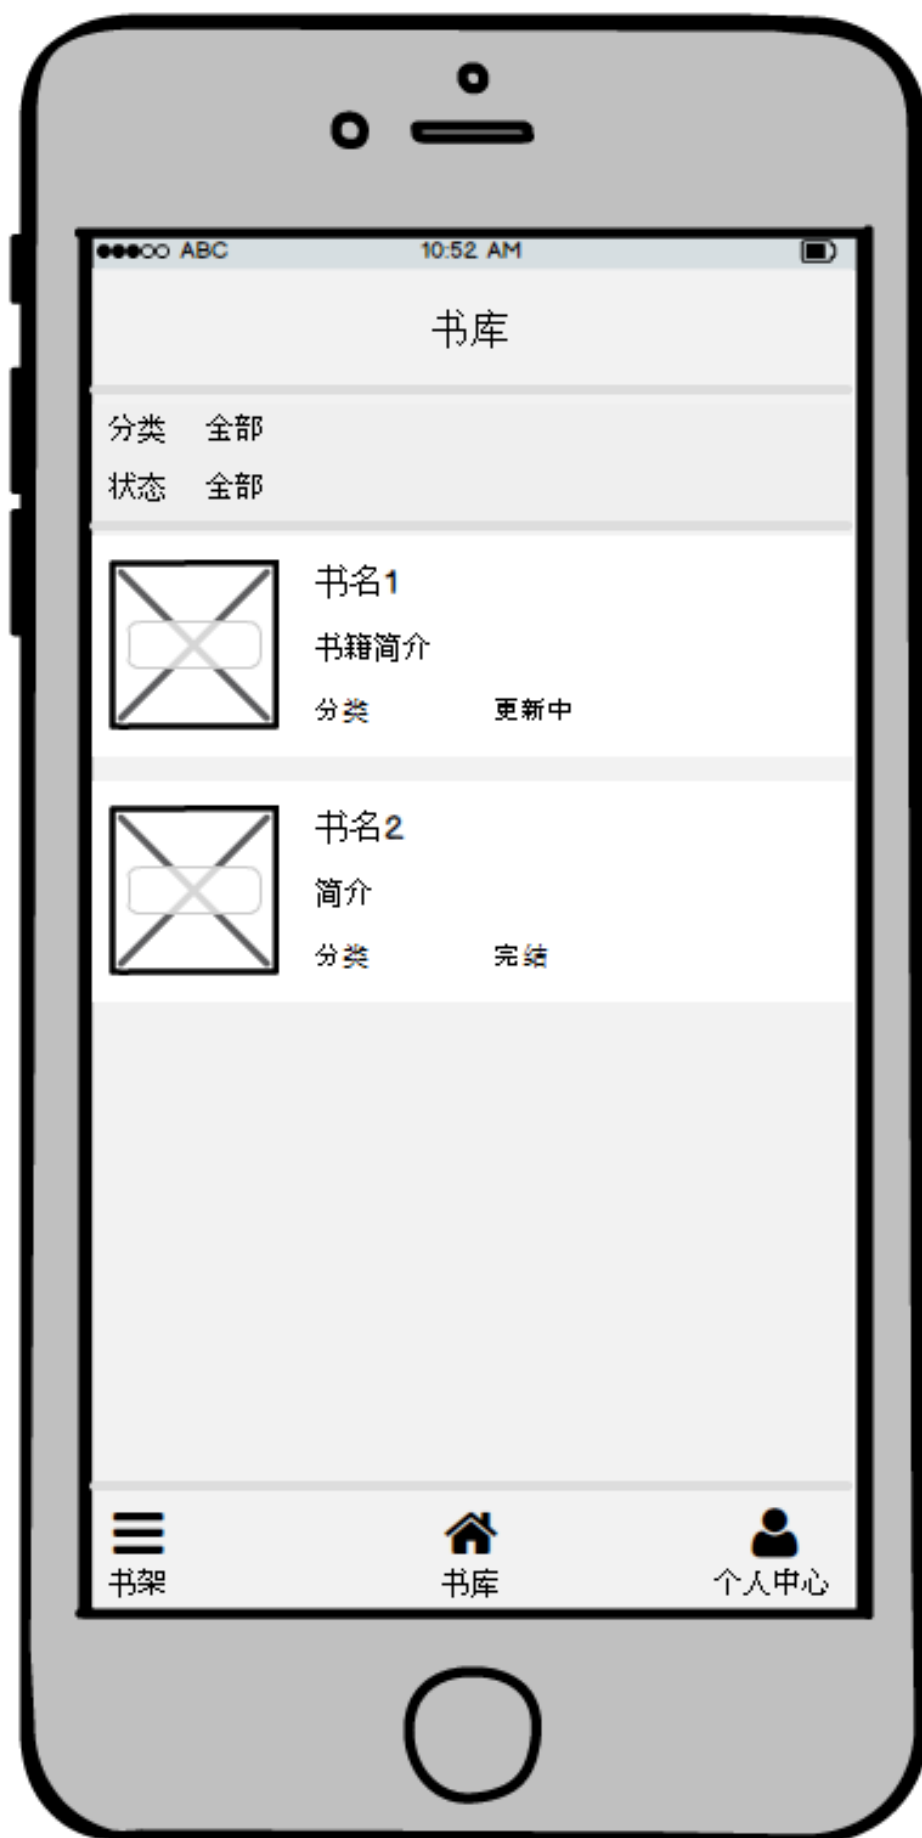 ABC 10:52 AM
书库
分类 全部
状态 全部
书名1
书籍简介
分类 更新中
书名2
简介
分类 完结
书架 书库 个人中心